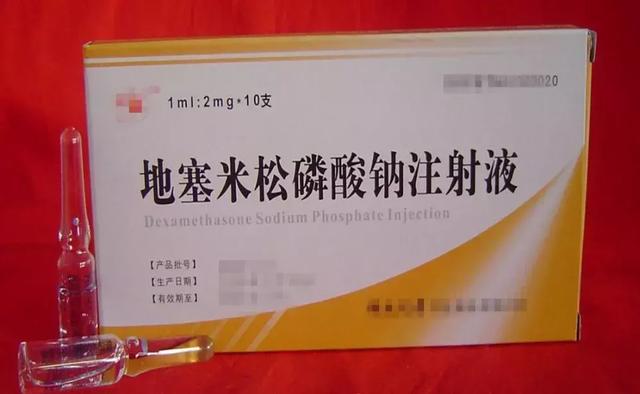 1ml:2mg*10支
020
地塞米松磷酸钠注射液
Dexamethasone Sodium Phosphate Injection
【产品批号】
【生产日期】
【有效期至】